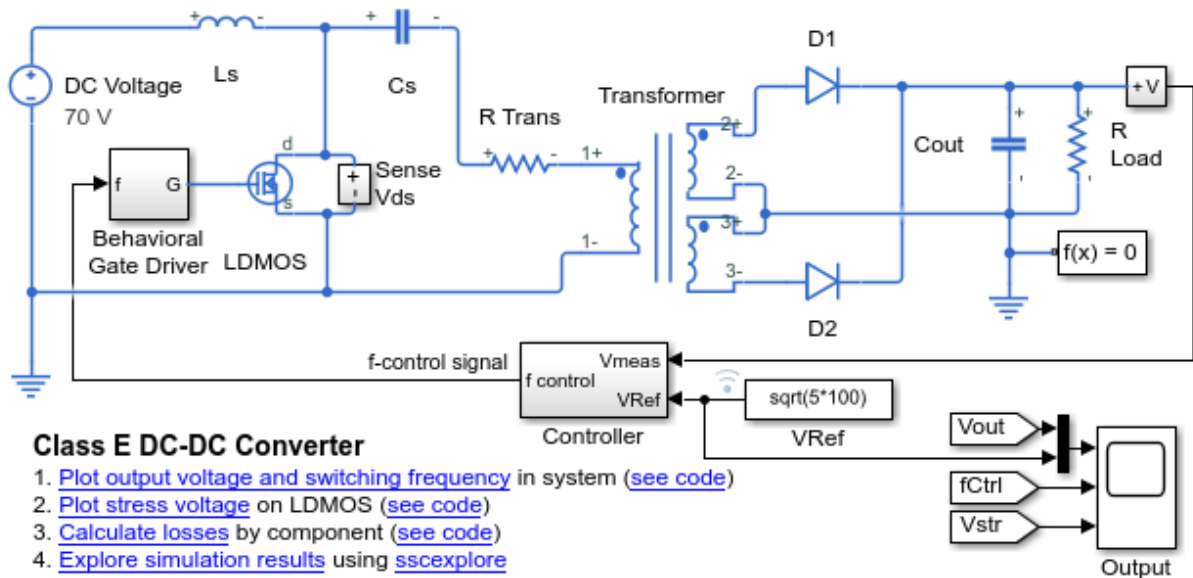 +
-
+
-
D1
DC Voltage
70 V
+
−
Ls
Cs
Transformer
+ V
R Trans
2+
Cout
+
-
+
-
R
Load
+
-
1+
d
Sense
Vds
+
-
2-
f
G
s
3+
1-
Behavioral
Gate Driver
LDMOS
3-
f(x) = 0
D2
f-control signal
Vmeas
f control
VRef
sqrt(5*100)
Controller
VRef
Vout
Class E DC-DC Converter
1. Plot output voltage and switching frequency in system (see code)
2. Plot stress voltage on LDMOS (see code)
3. Calculate losses by component (see code)
4. Explore simulation results using sscexplore
fCtrl
Vstr
Output